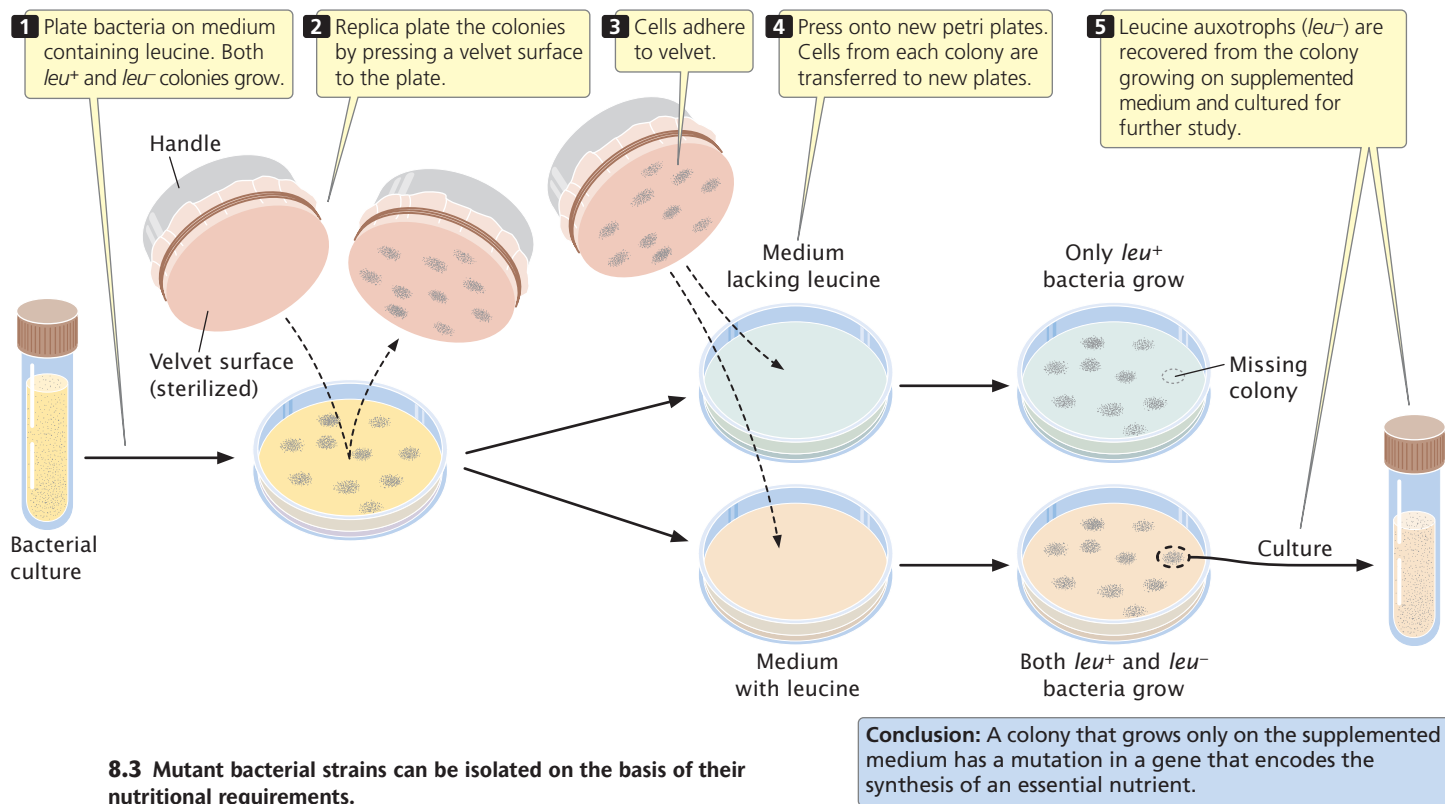 1 Plate bacteria on medium
containing leucine. Both
leu⁺ and leu⁻ colonies grow.
2 Replica plate the colonies
by pressing a velvet surface
to the plate.
3 Cells adhere
to velvet.
4 Press onto new petri plates.
Cells from each colony are
transferred to new plates.
5 Leucine auxotrophs (leu⁻) are
recovered from the colony
growing on supplemented
medium and cultured for
further study.
Handle
Velvet surface
(sterilized)
Bacterial
culture
Medium
lacking leucine
Only leu⁺
bacteria grow
Missing
colony
Culture
Medium
with leucine
Both leu⁺ and leu⁻
bacteria grow
Conclusion: A colony that grows only on the supplemented
medium has a mutation in a gene that encodes the
synthesis of an essential nutrient.
8.3 Mutant bacterial strains can be isolated on the basis of their
nutritional requirements.